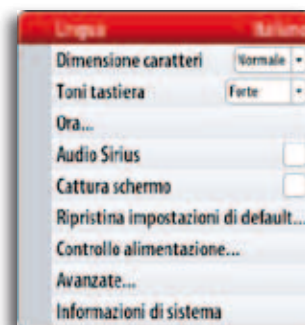 Lingua Italiano
Dimensione caratteri Normale
Toni tastiera Forte
Ora...
Audio Sirius
Cattura schermo
Ripristina impostazioni di default...
Controllo alimentazione...
Avanzate...
Informazioni di sistema